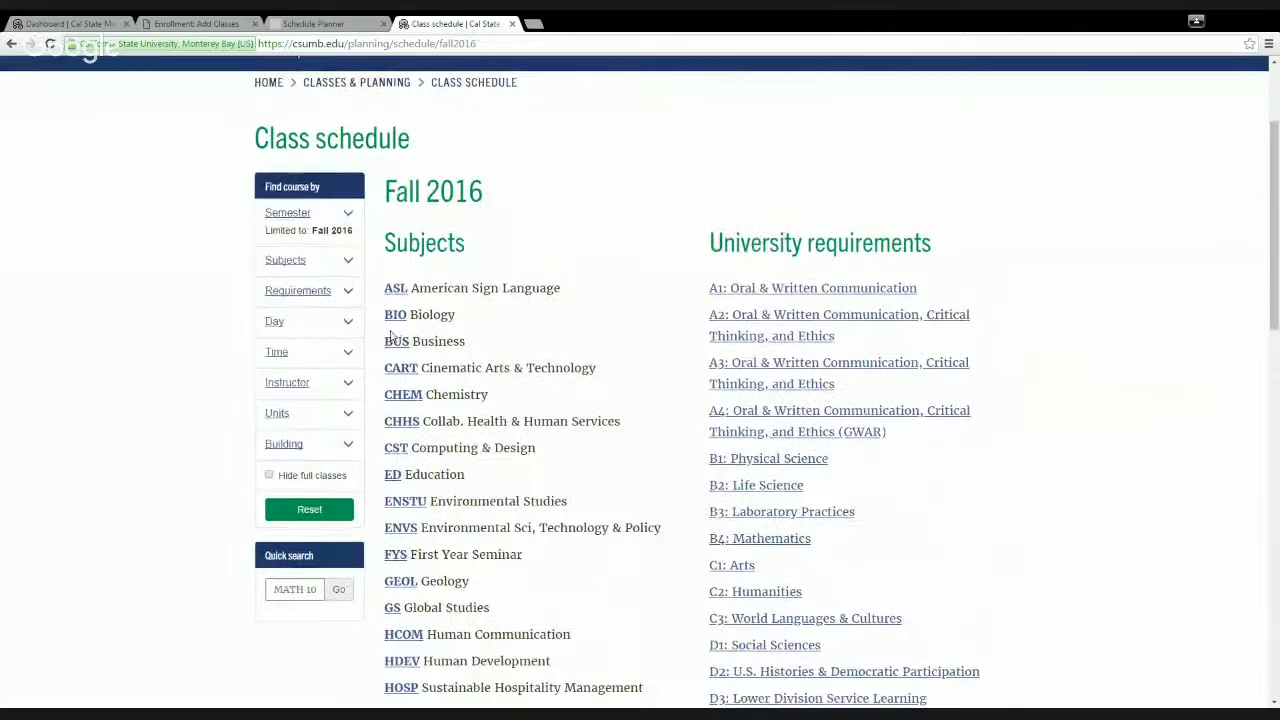 Dashboard | Cal State Mo
Enrollment: Add Classes
Schedule Planner
Class schedule | Cal State
Google
State University, Monterey Bay [US]
https://csumb.edu/planning/schedule/fall2016
HOME > CLASSES & PLANNING > CLASS SCHEDULE
Class schedule
Find course by
Semester
Limited to: Fall 2016
Subjects
Requirements
Day
Time
Instructor
Units
Building
Hide full classes
Reset
Quick search
MATH 10
Go
Fall 2016
Subjects
ASL American Sign Language
BIO Biology
BUS Business
CART Cinematic Arts & Technology
CHEM Chemistry
CHHS Collab. Health & Human Services
CST Computing & Design
ED Education
ENSTU Environmental Studies
ENVS Environmental Sci, Technology & Policy
FYS First Year Seminar
GEOL Geology
GS Global Studies
HCOM Human Communication
HDEV Human Development
HOSP Sustainable Hospitality Management
University requirements
A1: Oral & Written Communication
A2: Oral & Written Communication, Critical
Thinking, and Ethics
A3: Oral & Written Communication, Critical
Thinking, and Ethics
A4: Oral & Written Communication, Critical
Thinking, and Ethics (GWAR)
B1: Physical Science
B2: Life Science
B3: Laboratory Practices
B4: Mathematics
C1: Arts
C2: Humanities
C3: World Languages & Cultures
D1: Social Sciences
D2: U.S. Histories & Democratic Participation
D3: Lower Division Service Learning